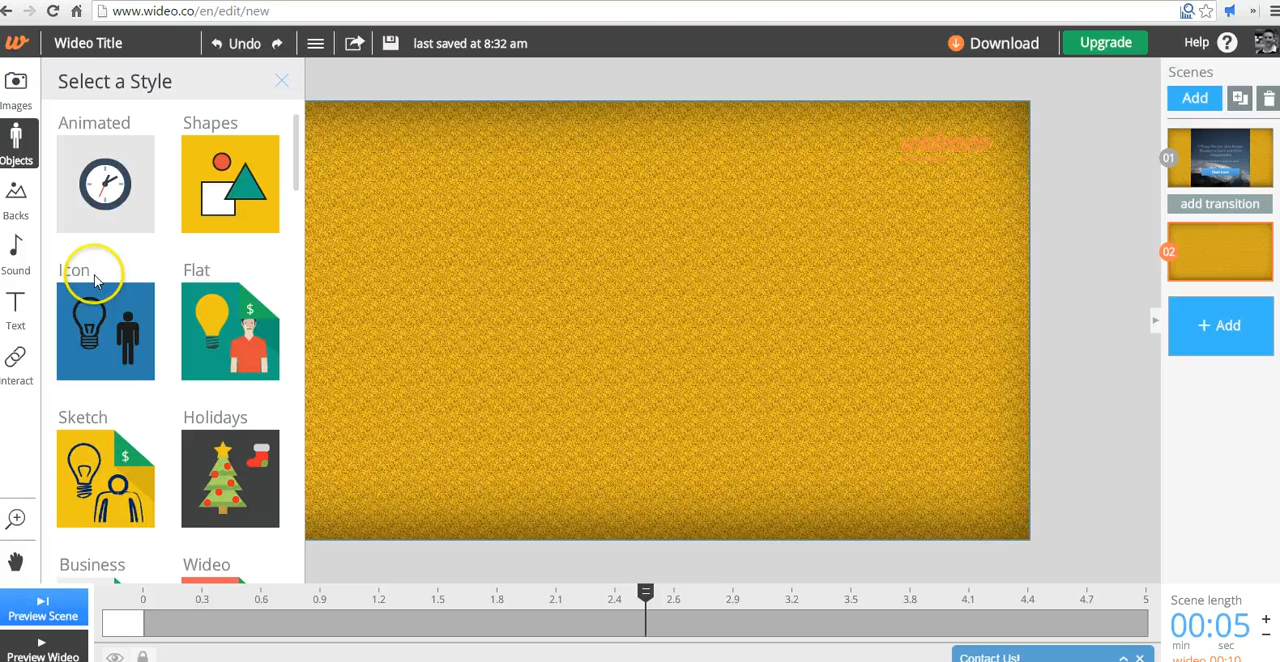 www.wideo.co/en/edit/new
»
w
Wideo Title
Undo
last saved at 8:32 am
Download
Upgrade
Help ?
Images
Objects
Backs
Sound
Text
Interact
Select a Style
Animated
Shapes
Icon
Flat
$
Sketch
Holidays
$
Business
Wideo
Scenes
Add
01
add transition
02
+ Add
Preview Scene
Preview Wideo
0 0.3 0.6 0.9 1.2 1.5 1.8 2.1 2.4 2.6 2.9 3.2 3.5 3.8 4.1 4.4 4.7 5
Contact Us!
Scene length
00:05
min sec
wideo 00:10